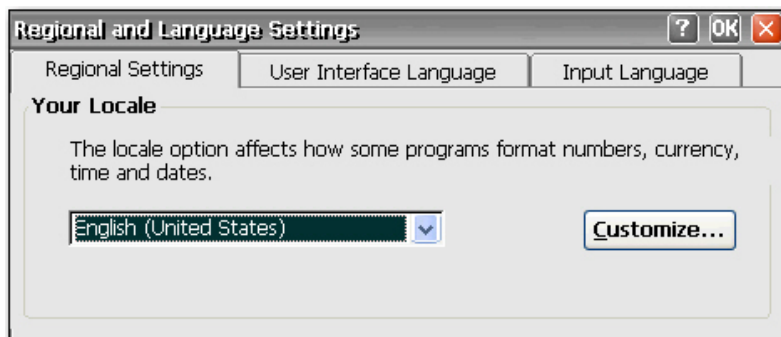 Regional and Language Settings ? OK
Regional Settings User Interface Language Input Language
Your Locale
The locale option affects how some programs format numbers, currency,
time and dates.
English (United States) Customize...